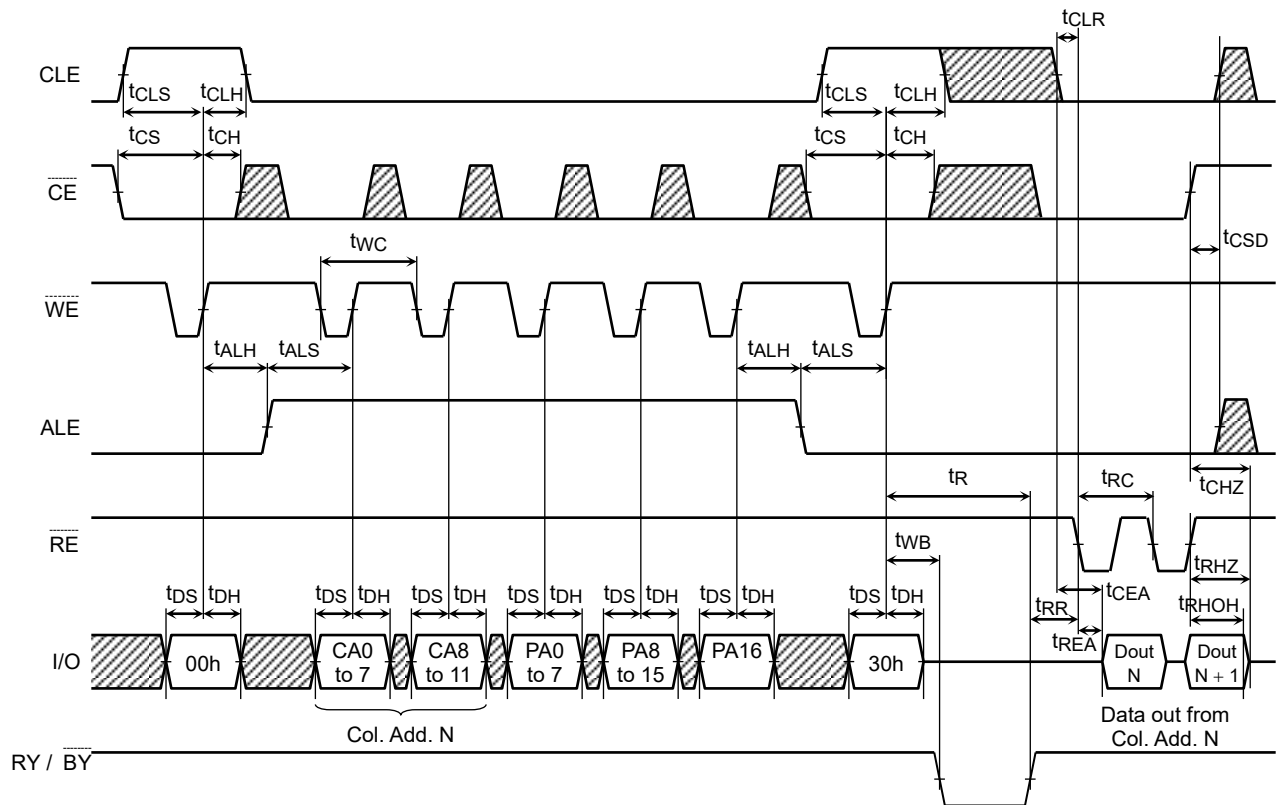 tCLR
CLE
tCLS tCLH tCLS tCLH
tCS tCH tCS tCH
CE
tWC tCSD
WE
tALH tALS tALH tALS
ALE
tR tRC tCHZ
RE
tWB tRHZ
tDS tDH tDS tDH tDS tDH tDS tDH tDS tDH tDS tDH tDS tDH tCEA
tRR tRHOH
tREA
I/O 00h CA0 to 7 CA8 to 11 PA0 to 7 PA8 to 15 PA16 30h Dout N Dout N + 1
Col. Add. N
Data out from
Col. Add. N
RY / BY